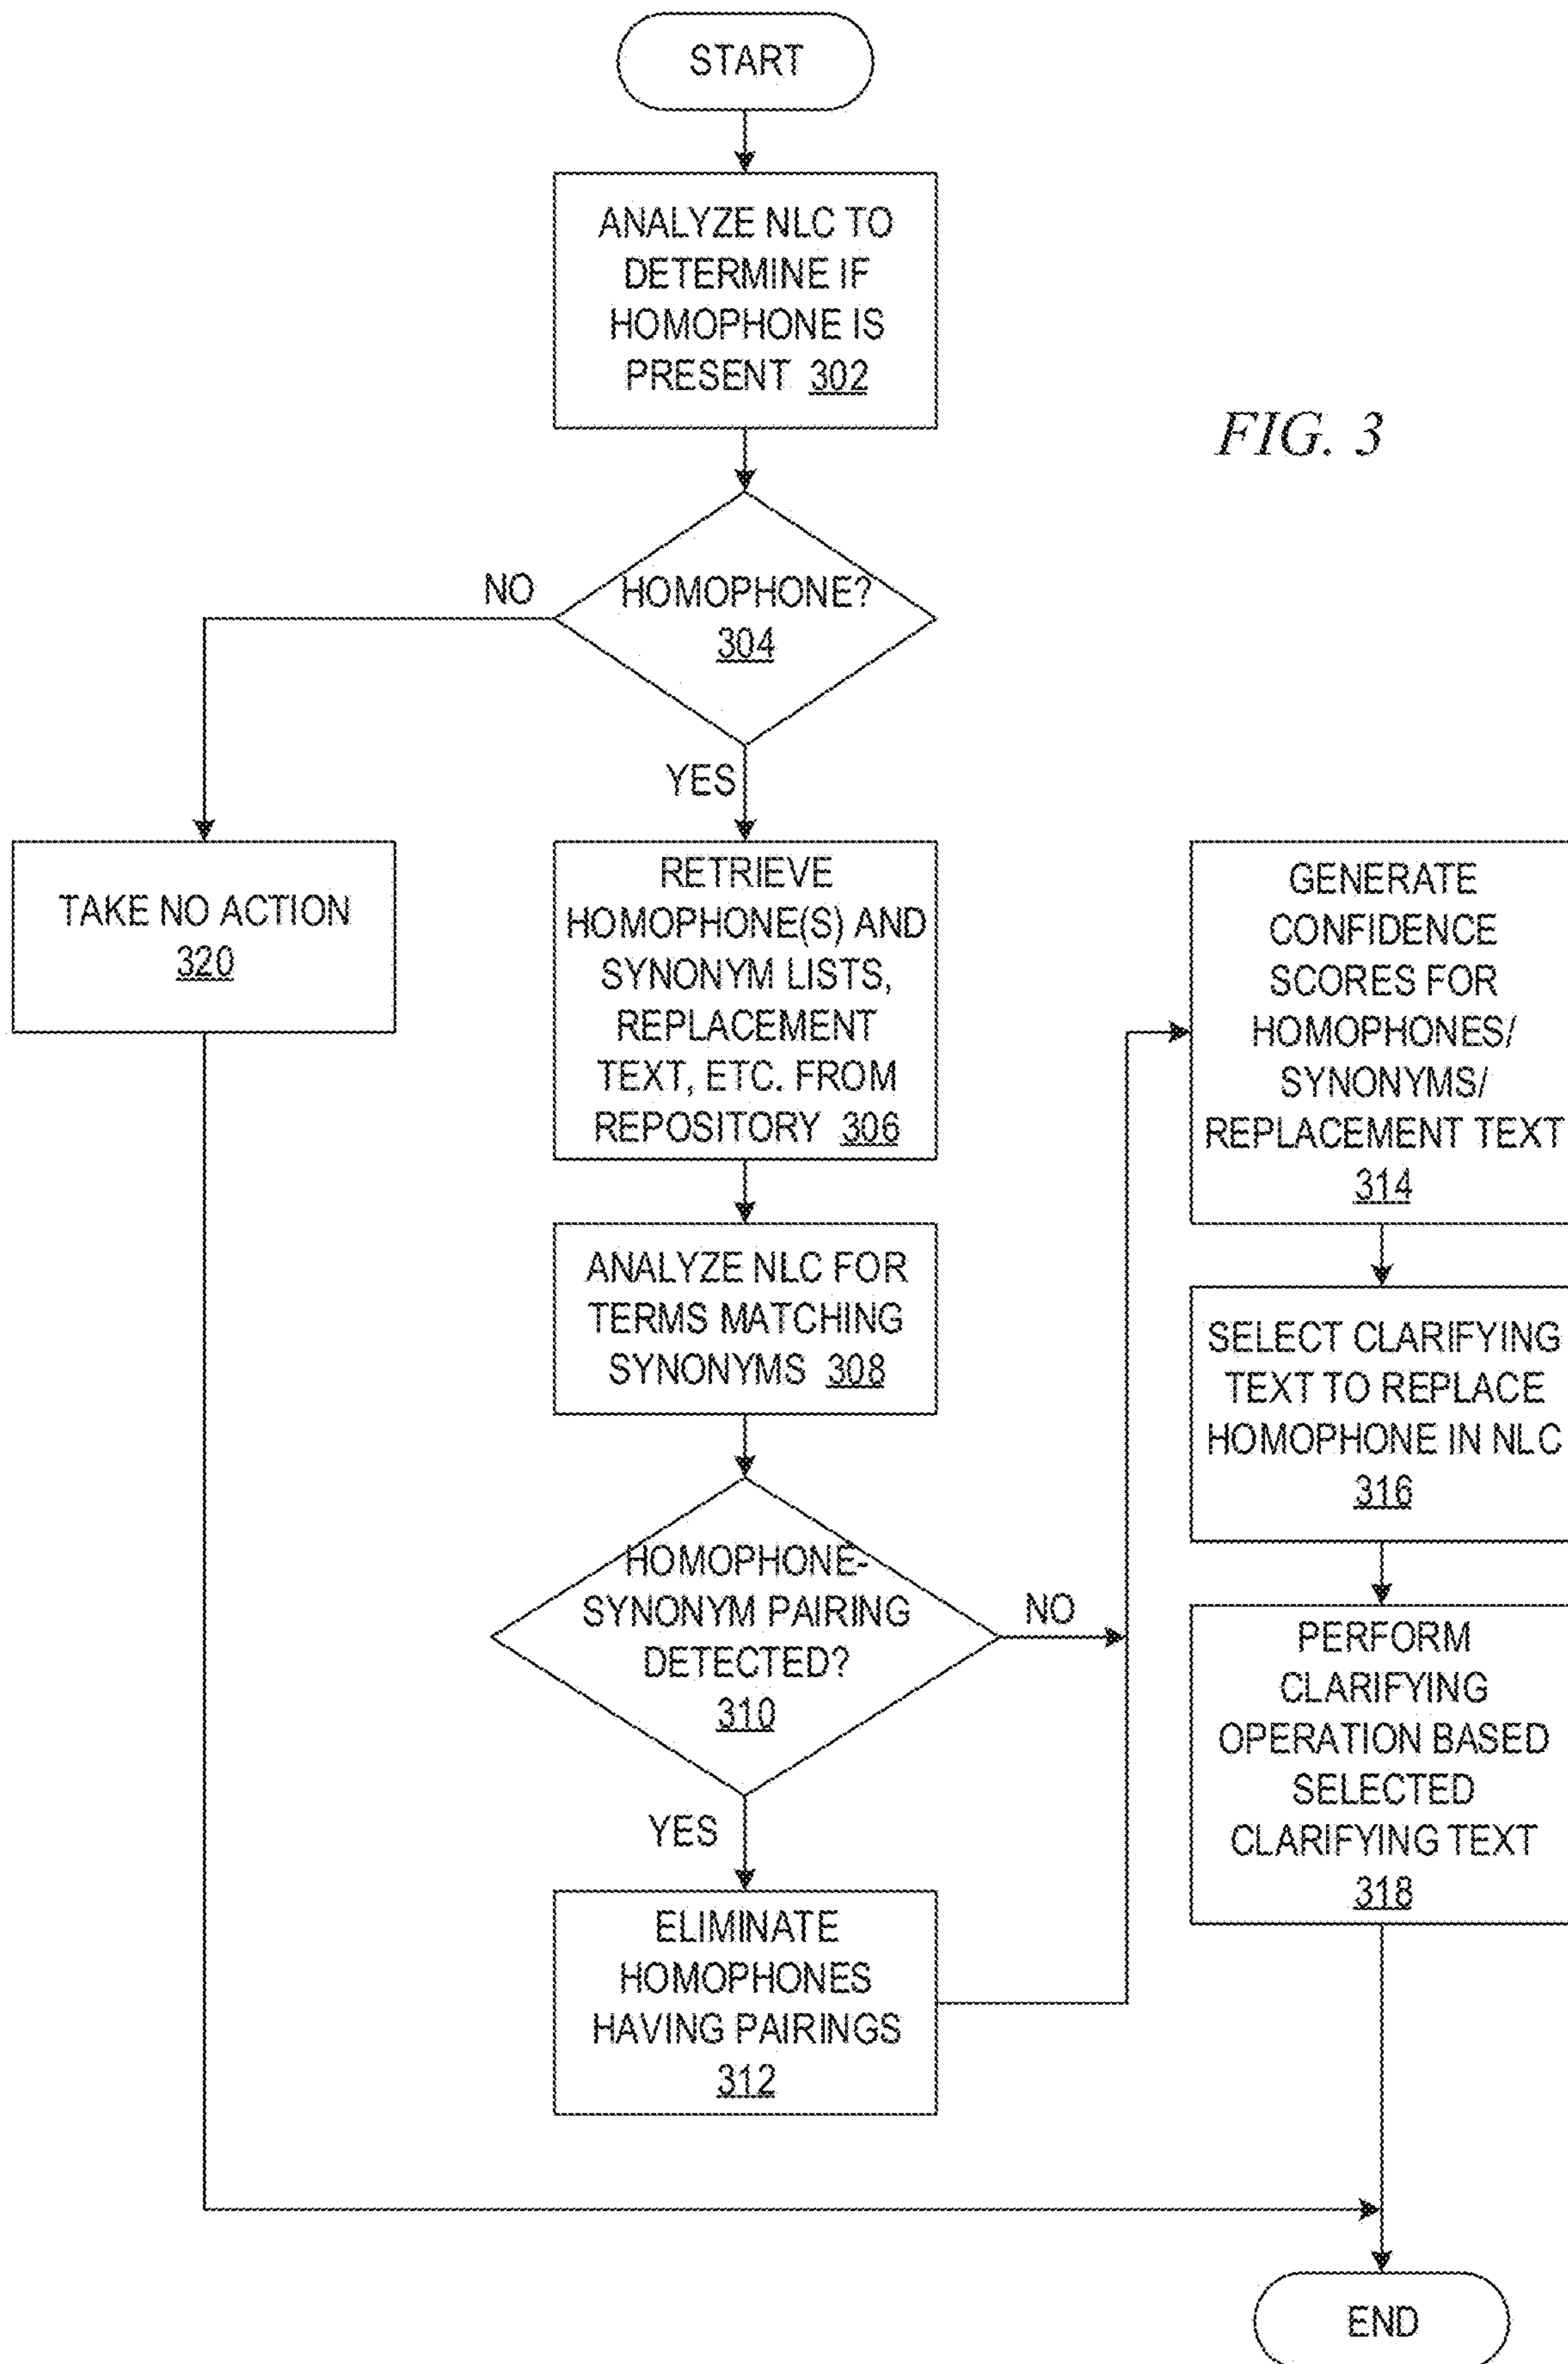 START
ANALYZE NLC TO
DETERMINE IF
HOMOPHONE IS
PRESENT 302
FIG. 3
HOMOPHONE?
304
NO
YES
TAKE NO ACTION
320
RETRIEVE
HOMOPHONE(S) AND
SYNONYM LISTS,
REPLACEMENT
TEXT, ETC. FROM
REPOSITORY 306
ANALYZE NLC FOR
TERMS MATCHING
SYNONYMS 308
HOMOPHONE-
SYNONYM PAIRING
DETECTED?
310
NO
YES
ELIMINATE
HOMOPHONES
HAVING PAIRINGS
312
GENERATE
CONFIDENCE
SCORES FOR
HOMOPHONES/
SYNONYMS/
REPLACEMENT TEXT
314
SELECT CLARIFYING
TEXT TO REPLACE
HOMOPHONE IN NLC
316
PERFORM
CLARIFYING
OPERATION BASED
SELECTED
CLARIFYING TEXT
318
END